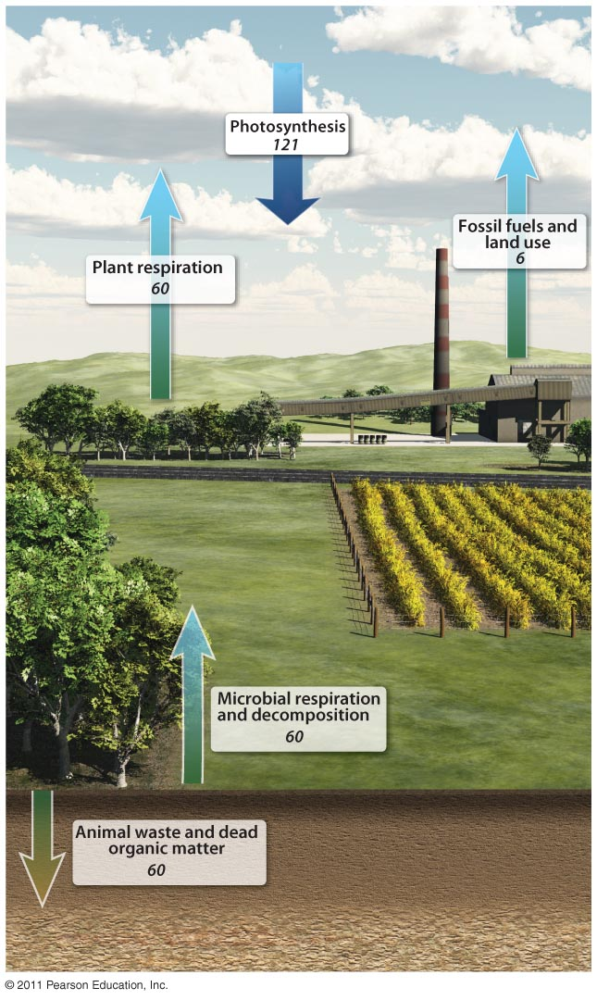 Photosynthesis
121
Fossil fuels and
land use
6
Plant respiration
60
Microbial respiration
and decomposition
60
Animal waste and dead
organic matter
60
© 2011 Pearson Education, Inc.